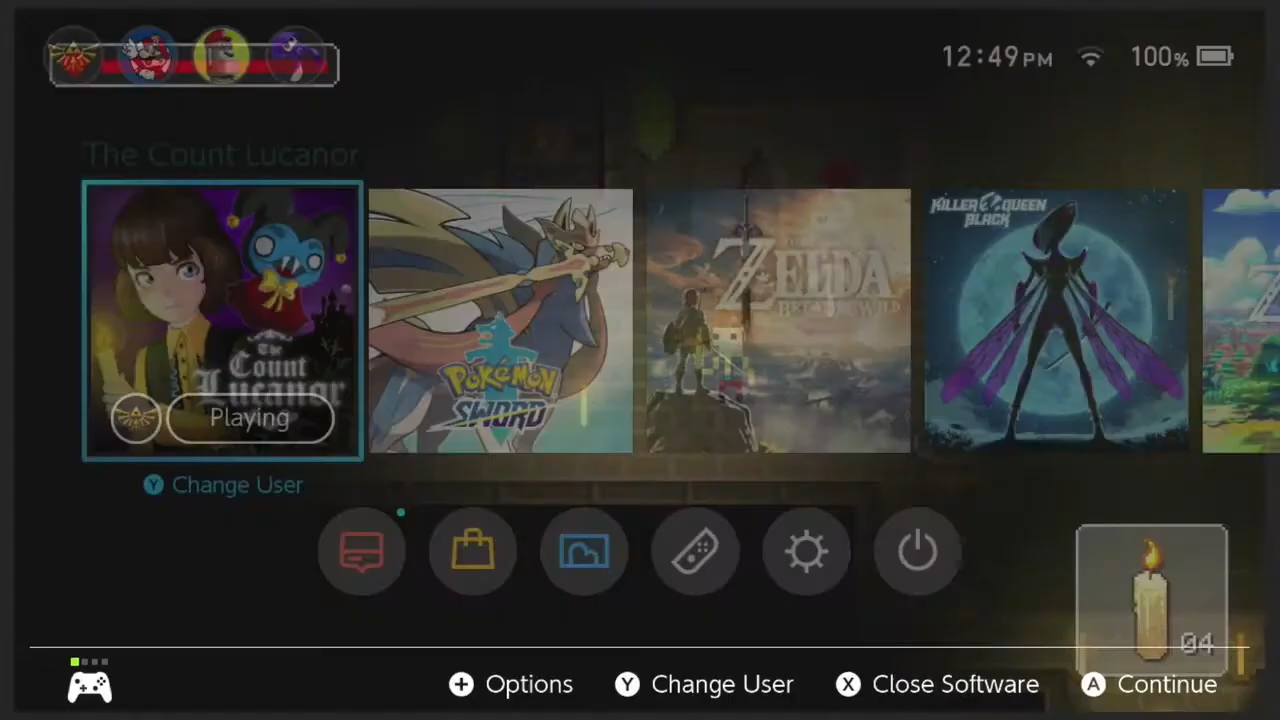 12:49 PM 100%
The Count Lucanor
The
Count
Lucanor
Playing
POKéMON
SWORD
ZELDA
KILLER QUEEN
BLACK
Z
Y Change User
04
+ Options Y Change User X Close Software A Continue